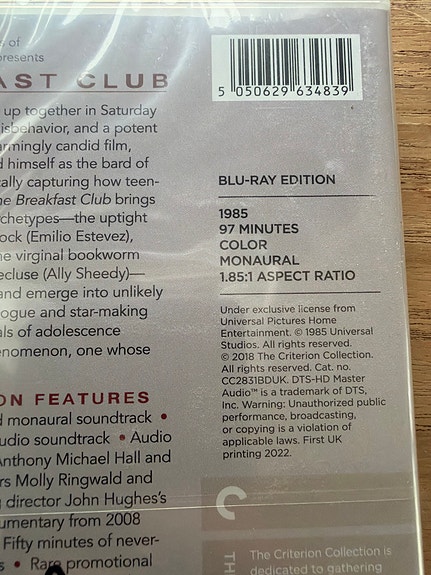 of
presents
AST CLUB
up together in Saturday
isbehavior, and a potent
armingly candid film,
d himself as the bard of
cally capturing how teen-
he Breakfast Club brings
chetypes—the uptight
ock (Emilio Estevez),
he virginal bookworm
ecluse (Ally Sheedy)—
and emerge into unlikely
ogue and star-making
als of adolescence
enomenon, one whose
ON FEATURES
d monaural soundtrack •
udio soundtrack • Audio
Anthony Michael Hall and
rs Molly Ringwald and
g director John Hughes's
umentary from 2008
Fifty minutes of never-
s • Rare promotional
5 050629 634839
BLU-RAY EDITION
1985
97 MINUTES
COLOR
MONAURAL
1.85:1 ASPECT RATIO
Under exclusive license from
Universal Pictures Home
Entertainment. © 1985 Universal
Studios. All rights reserved.
© 2018 The Criterion Collection.
All rights reserved. Cat. no.
CC2831BDUK. DTS-HD Master
Audio™ is a trademark of DTS,
Inc. Warning: Unauthorized public
performance, broadcasting,
or copying is a violation of
applicable laws. First UK
printing 2022.
TH
The Criterion Collection is
dedicated to gathering